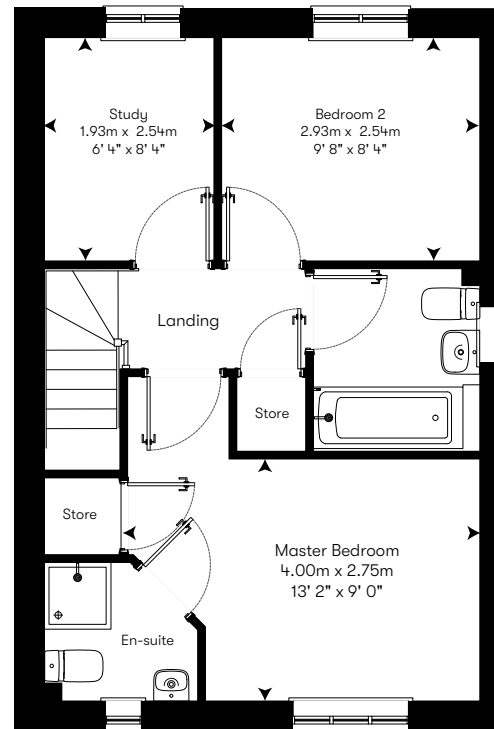 Study
1.93m x 2.54m
6' 4" x 8' 4"
Bedroom 2
2.93m x 2.54m
9' 8" x 8' 4"
Landing
Store
Store
Master Bedroom
4.00m x 2.75m
13' 2" x 9' 0"
En-suite